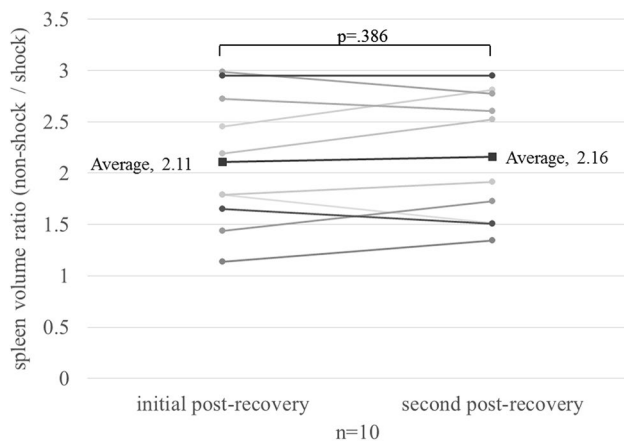 3.5
p=.386
3
2.5
Average, 2.11
Average, 2.16
2
1.5
1
0.5
0
spleen volume ratio (non-shock / shock)
initial post-recovery
second post-recovery
n=10